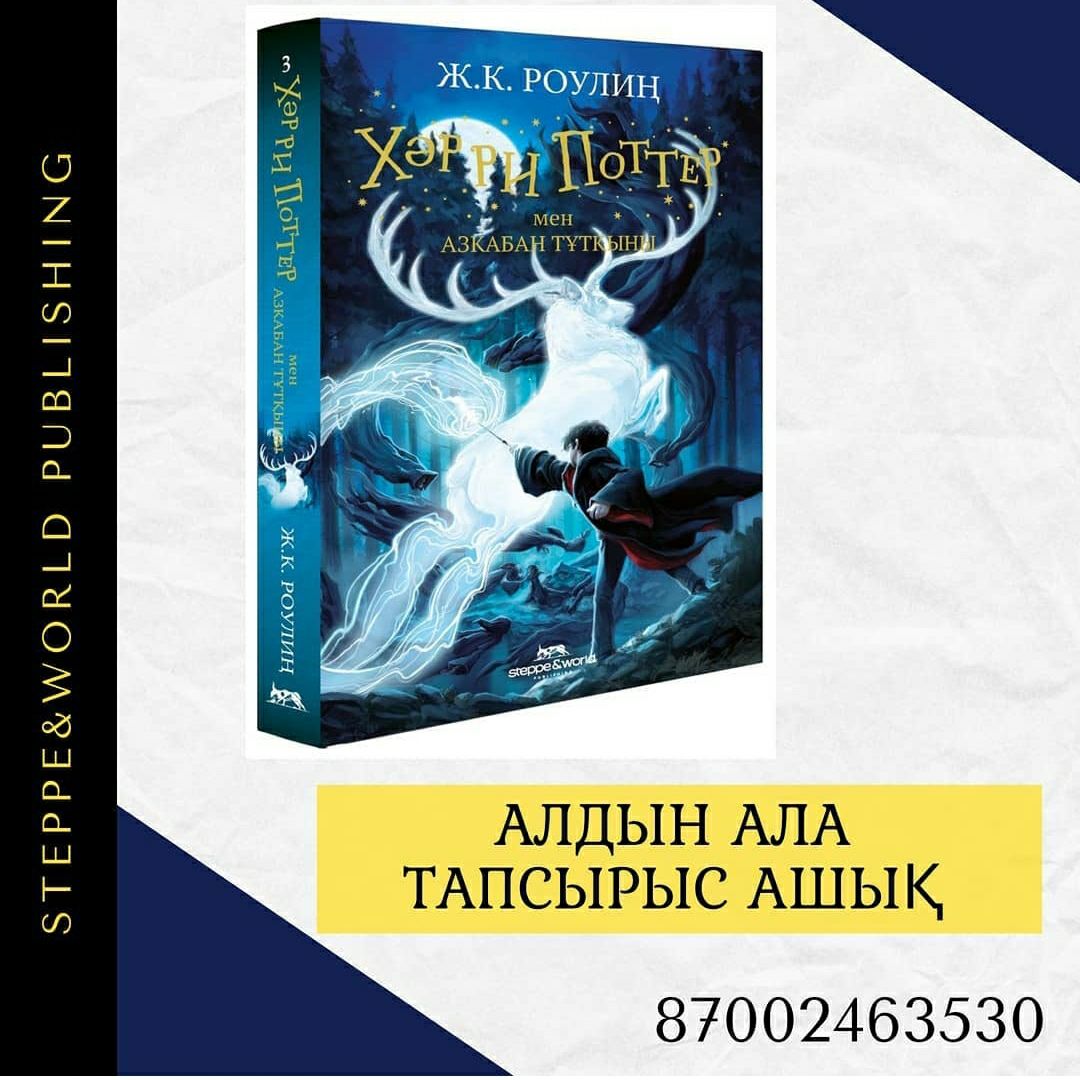 STEPPE&WORLD PUBLISHING
3 Хәрри Поттер мен АЗКАБАН ТҰТҚЫНЫ Ж.К. РОУЛИҢ
Ж.К. РОУЛИҢ
Хәрри Поттер
мен
АЗКАБАН ТҰТҚЫНЫ
steppe&world
PUBLISHING
АЛДЫН АЛА
ТАПСЫРЫС АШЫҚ
87002463530